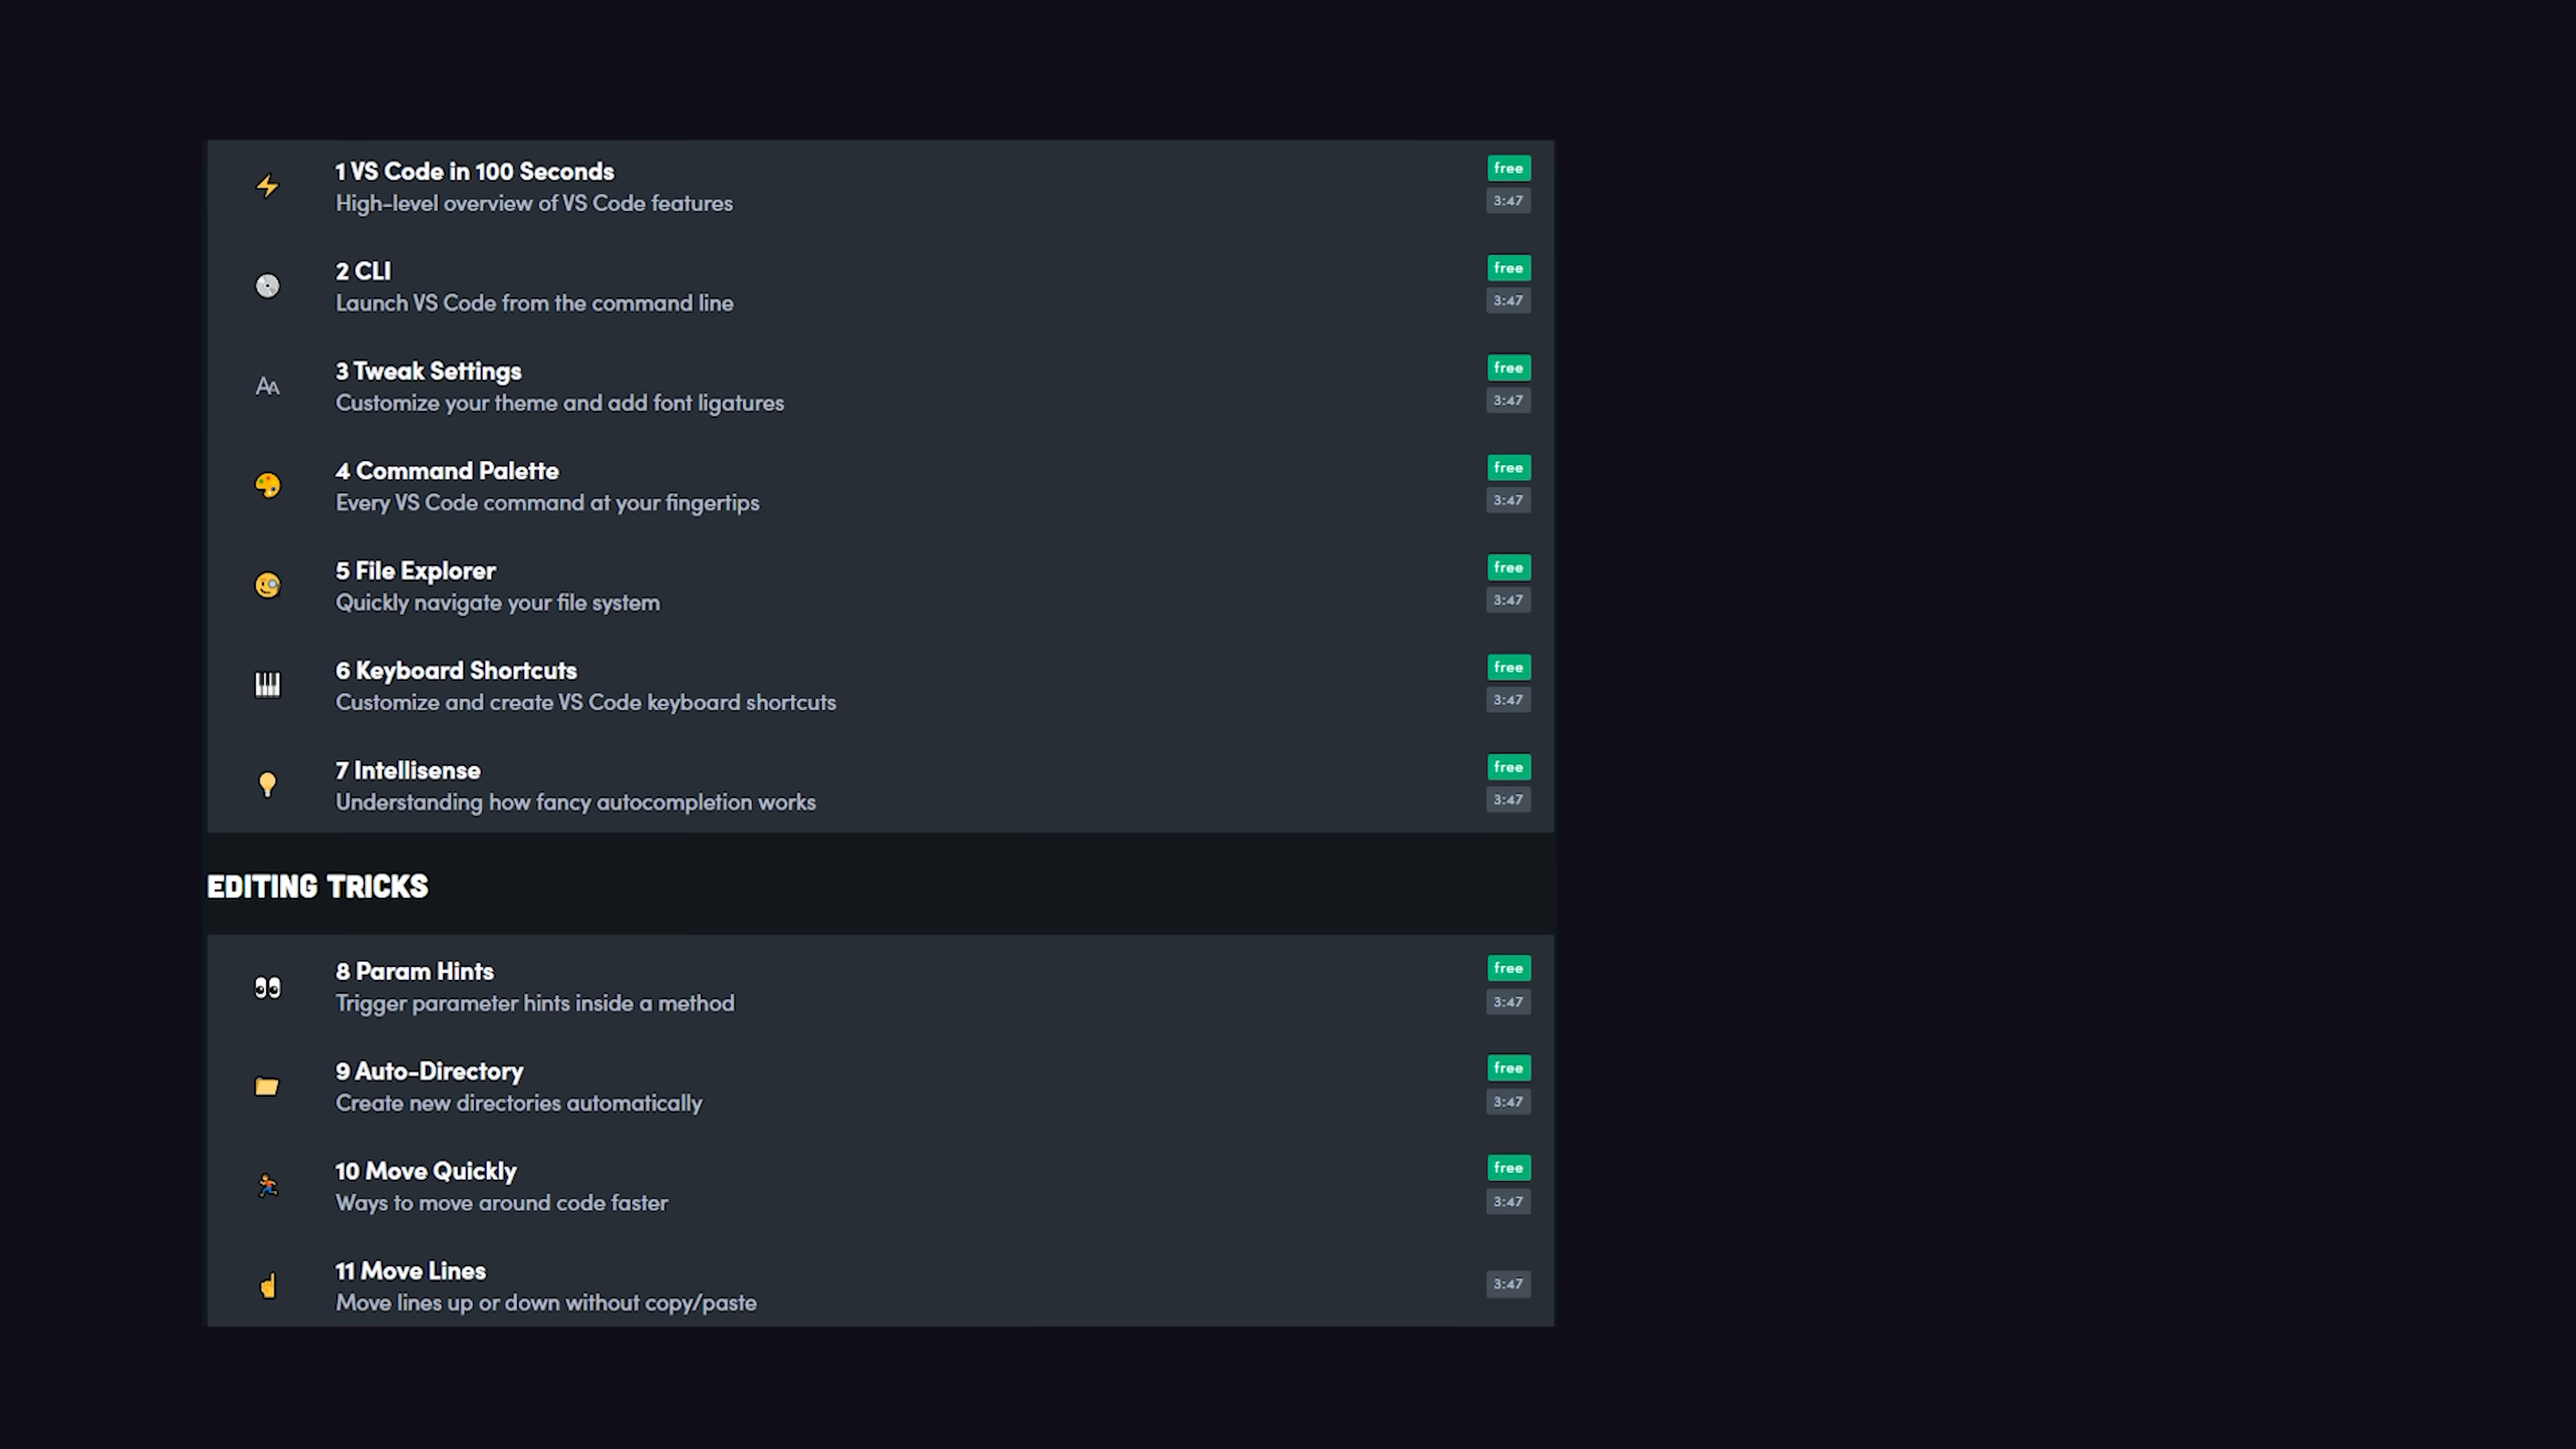 1 VS Code in 100 Seconds
free
High-level overview of VS Code features
3:47
2 CLI
free
Launch VS Code from the command line
3:47
3 Tweak Settings
free
Customize your theme and add font ligatures
3:47
4 Command Palette
free
Every VS Code command at your fingertips
3:47
5 File Explorer
free
Quickly navigate your file system
3:47
6 Keyboard Shortcuts
free
Customize and create VS Code keyboard shortcuts
3:47
7 Intellisense
free
Understanding how fancy autocompletion works
3:47
EDITING TRICKS
8 Param Hints
free
Trigger parameter hints inside a method
3:47
9 Auto-Directory
free
Create new directories automatically
3:47
10 Move Quickly
free
Ways to move around code faster
3:47
11 Move Lines
3:47
Move lines up or down without copy/paste